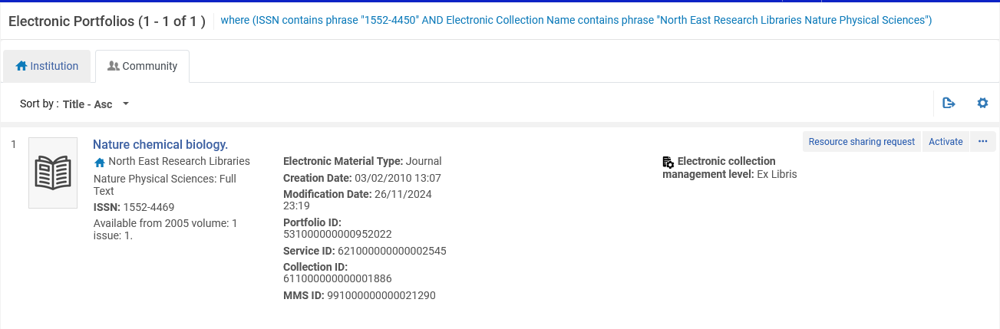 Electronic Portfolios (1 - 1 of 1 ) where (ISSN contains phrase "1552-4450" AND Electronic Collection Name contains phrase "North East Research Libraries Nature Physical Sciences")
Institution Community
Sort by : Title - Asc
1 Nature chemical biology.
Resource sharing request Activate ...
North East Research Libraries
Nature Physical Sciences: Full
Text
ISSN: 1552-4469
Available from 2005 volume: 1
issue: 1.
Electronic Material Type: Journal
Creation Date: 03/02/2010 13:07
Modification Date: 26/11/2024
23:19
Portfolio ID:
531000000000952022
Service ID: 621000000000002545
Collection ID:
611000000000001886
MMS ID: 991000000000021290
Electronic collection
management level: Ex Libris